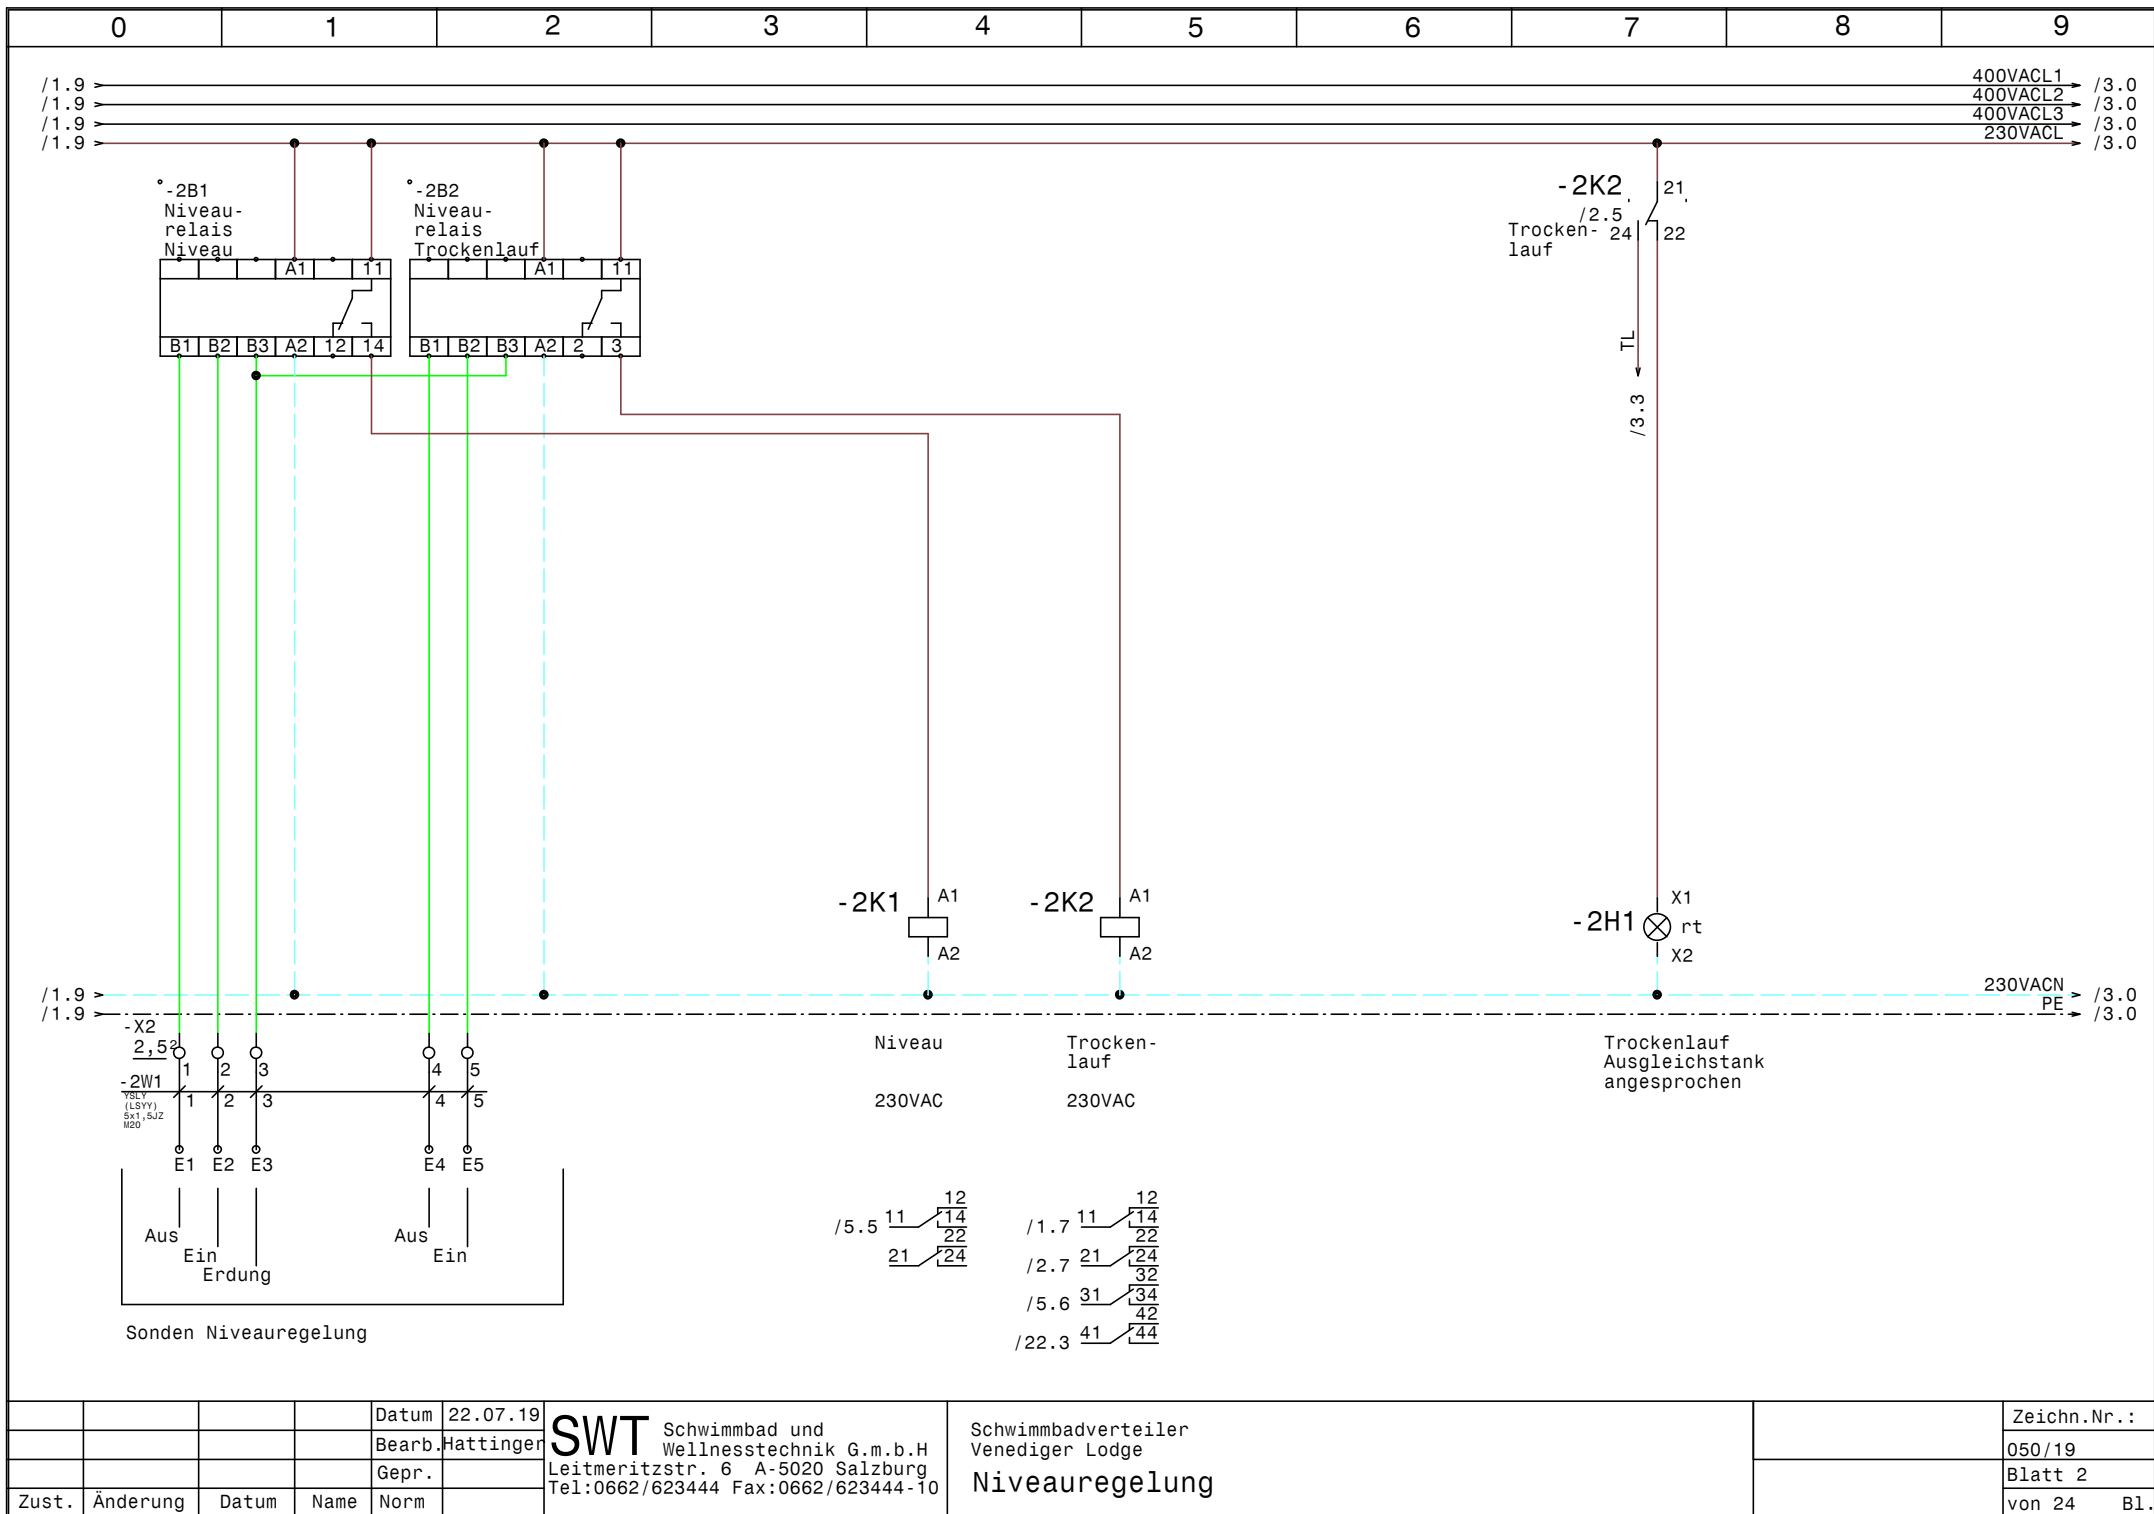 0 1 2 3 4 5 6 7 8 9
/1.9 400VACL1 /3.0
/1.9 400VACL2 /3.0
/1.9 400VACL3 /3.0
/1.9 230VACL /3.0
-2B1
Niveau-
relais
Niveau
A1 11
B1 B2 B3 A2 12 14
-2B2
Niveau-
relais
Trockenlauf
A1 11
B1 B2 B3 A2 2 3
-2K2 21
/2.5
Trocken- 24 22
lauf
TL
/3.3
-2K1 A1
A2
-2K2 A1
A2
-2H1 X1
rt
X2
/1.9 230VACN /3.0
/1.9 PE /3.0
-X2
2,5²
1 2 3 4 5
-2W1
YSLY
(LSYY)
5x1,5JZ
M20
1 2 3 4 5
E1 E2 E3 E4 E5
Aus
Ein
Erdung
Aus
Ein
Sonden Niveauregelung
Niveau
230VAC
Trocken-
lauf
230VAC
Trockenlauf
Ausgleichstank
angesprochen
12
/5.5 11 14
22
21 24
12
/1.7 11 14
22
/2.7 21 24
32
/5.6 31 34
42
/22.3 41 44
Datum 22.07.19
Bearb. Hattinger
Gepr.
Zust. Änderung Datum Name Norm
SWT Schwimmbad und
Wellnesstechnik G.m.b.H
Leitmeritzstr. 6 A-5020 Salzburg
Tel:0662/623444 Fax:0662/623444-10
Schwimmbadverteiler
Venediger Lodge
Niveauregelung
Zeichn.Nr.:
050/19
Blatt 2
von 24 Bl.